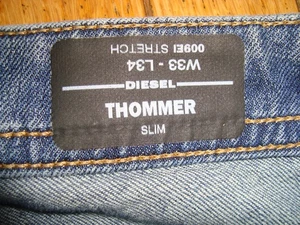 W33 - L34
009EI STRETCH
DIESEL
THOMMER
SLIM